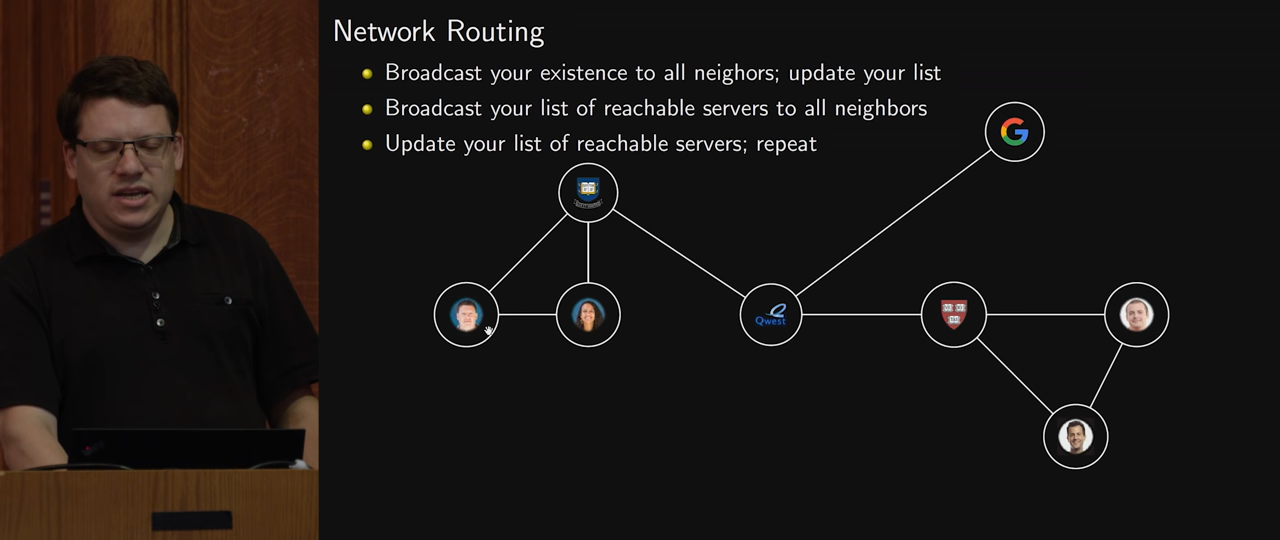 Network Routing
Broadcast your existence to all neighors; update your list
Broadcast your list of reachable servers to all neighbors
Update your list of reachable servers; repeat
G
Qwest